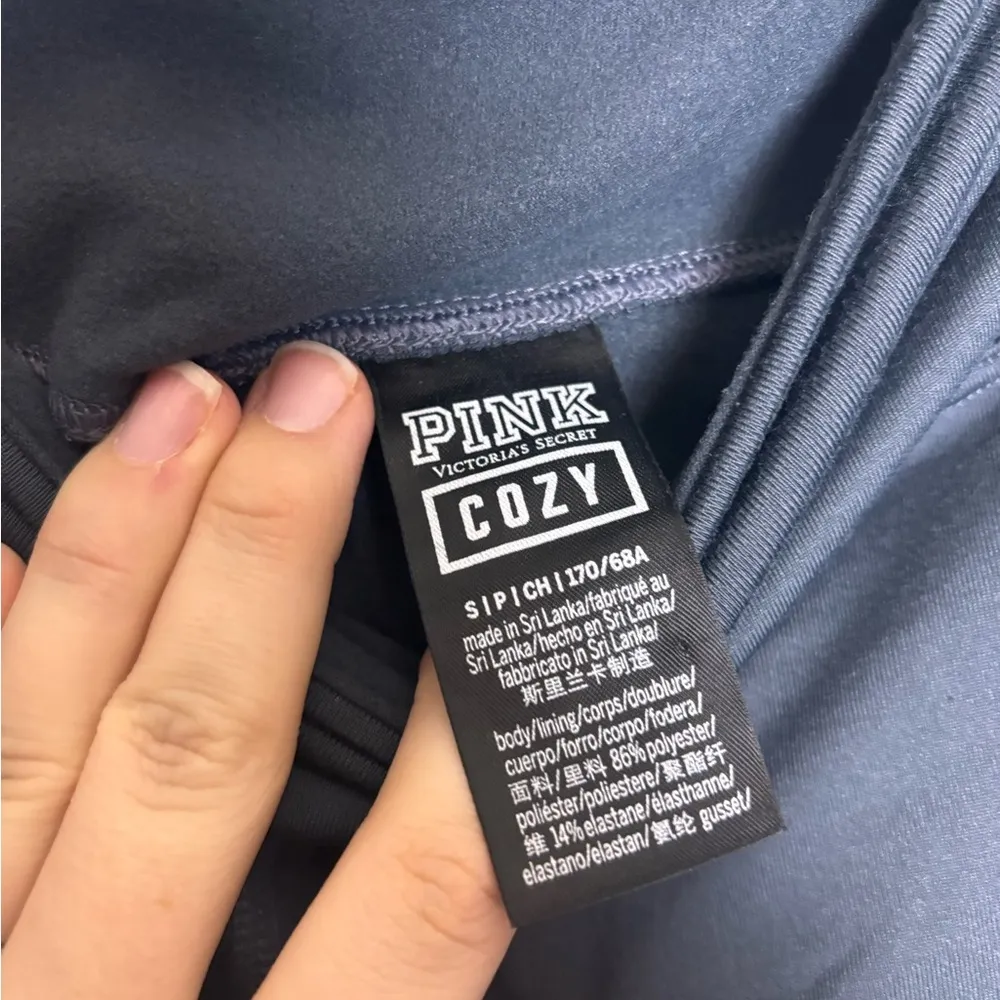 PINK
VICTORIA'S SECRET
COZY
S | P | CH | 170/68A
made in Sri Lanka/fabriqué au
Sri Lanka/hecho en Sri Lanka/
fabbricato in Sri Lanka/
斯里兰卡制造
body/lining/corps/doublure/
cuerpo/forro/corpo/fodera/
面料/里料 86% polyester/
poliéster/poliestere/聚酯纤
维 14% elastane/élasthanne/
elastano/elastan/氨纶 gusset/